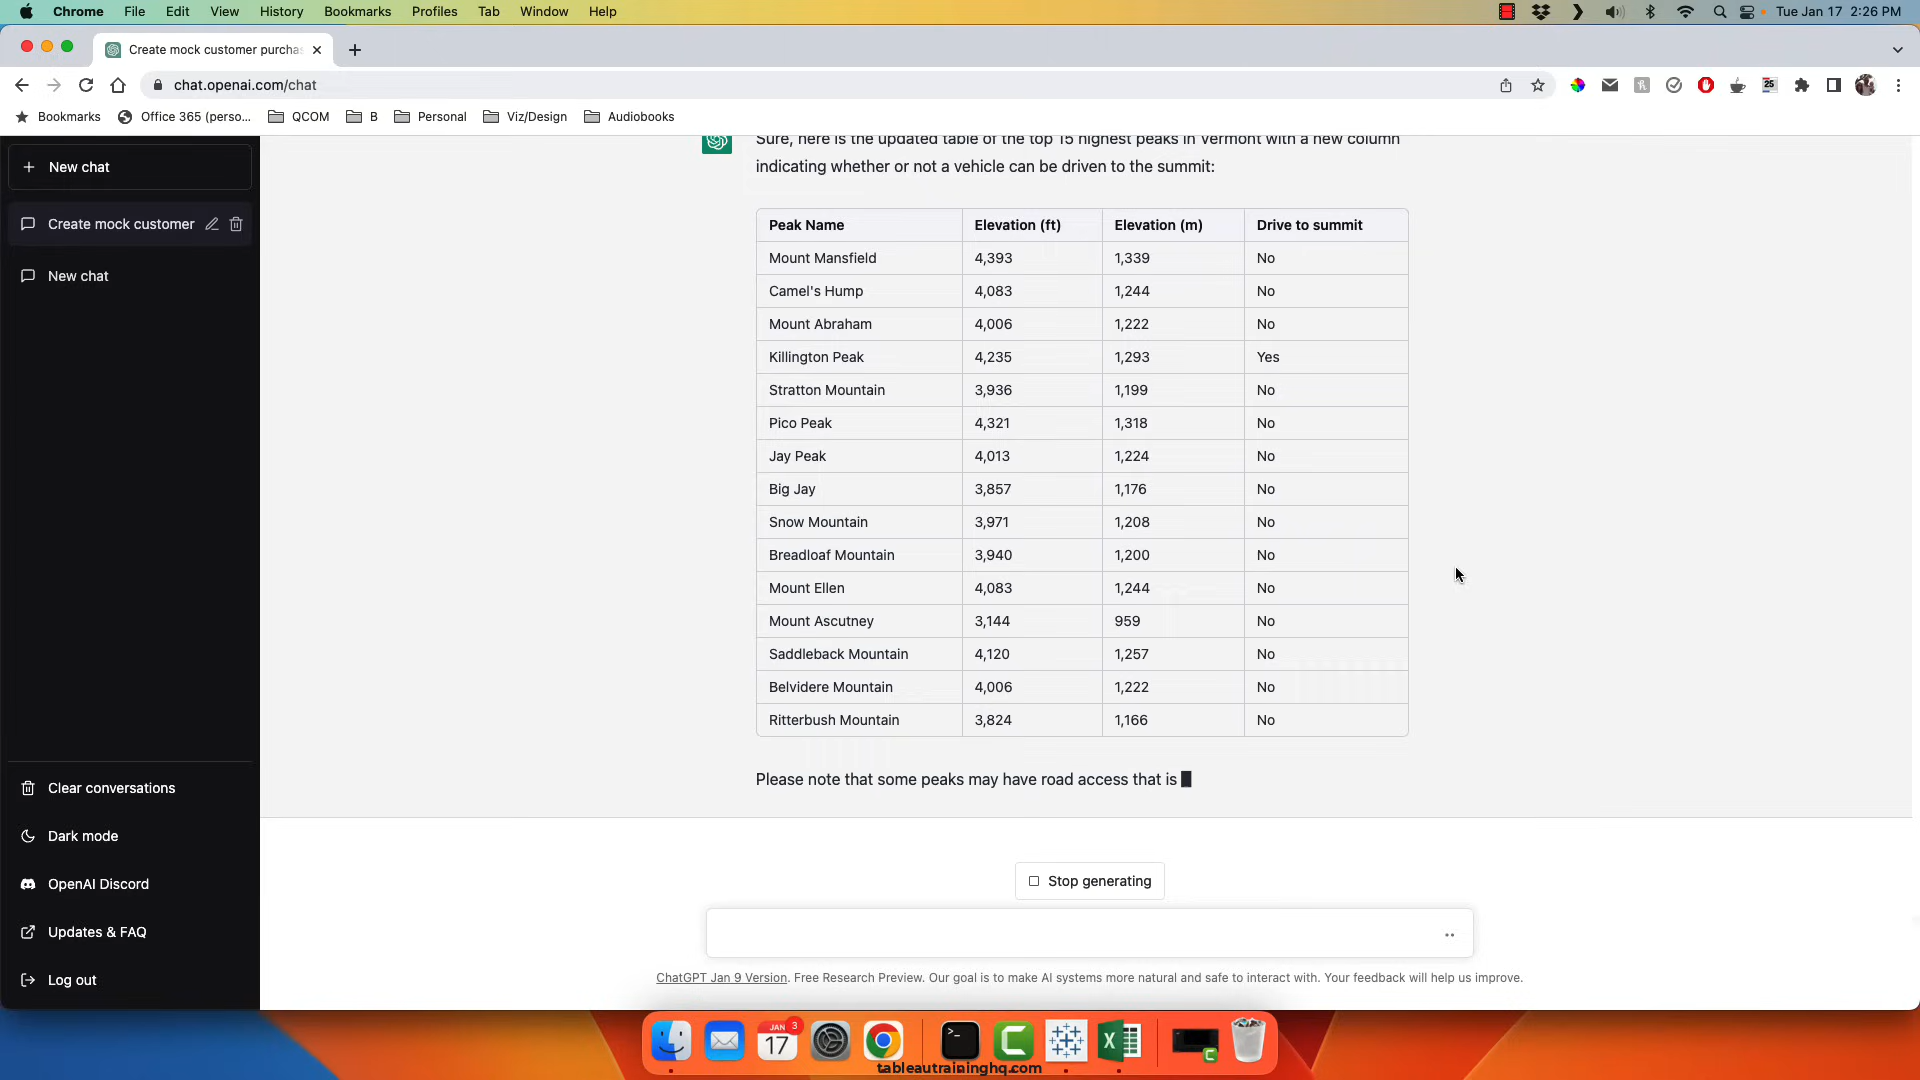 Chrome File Edit View History Bookmarks Profiles Tab Window Help Tue Jan 17 2:26 PM
Create mock customer purcha
chat.openai.com/chat 25
Bookmarks Office 365 (perso... QCOM B Personal Viz/Design Audiobooks
New chat
Create mock customer
New chat
Clear conversations
Dark mode
OpenAI Discord
Updates & FAQ
Log out
Sure, here is the updated table of the top 15 highest peaks in Vermont with a new column
indicating whether or not a vehicle can be driven to the summit:
Peak Name Elevation (ft) Elevation (m) Drive to summit
Mount Mansfield 4,393 1,339 No
Camel's Hump 4,083 1,244 No
Mount Abraham 4,006 1,222 No
Killington Peak 4,235 1,293 Yes
Stratton Mountain 3,936 1,199 No
Pico Peak 4,321 1,318 No
Jay Peak 4,013 1,224 No
Big Jay 3,857 1,176 No
Snow Mountain 3,971 1,208 No
Breadloaf Mountain 3,940 1,200 No
Mount Ellen 4,083 1,244 No
Mount Ascutney 3,144 959 No
Saddleback Mountain 4,120 1,257 No
Belvidere Mountain 4,006 1,222 No
Ritterbush Mountain 3,824 1,166 No
Please note that some peaks may have road access that is
Stop generating
ChatGPT Jan 9 Version. Free Research Preview. Our goal is to make AI systems more natural and safe to interact with. Your feedback will help us improve.
JAN 3
17
tableautraininghq.com